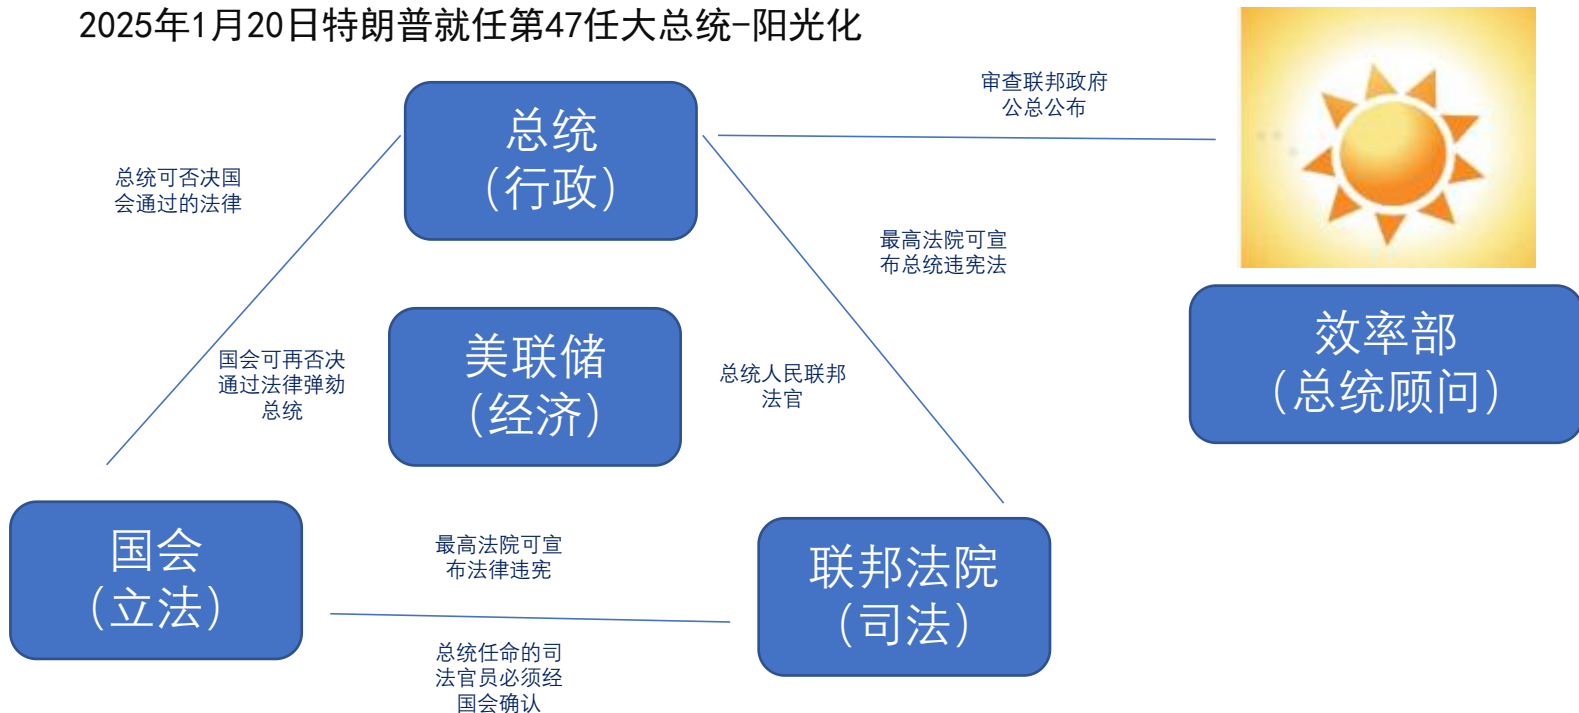 2025年1月20日特朗普就任第47任大总统-阳光化
审查联邦政府
公总公布
总统
（行政）
总统可否决国
会通过的法律
最高法院可宣
布总统违宪法
美联储
（经济）
效率部
（总统顾问）
国会可再否决
通过法律弹劾
总统
总统人民联邦
法官
国会
（立法）
最高法院可宣
布法律违宪
联邦法院
（司法）
总统任命的司
法官员必须经
国会确认